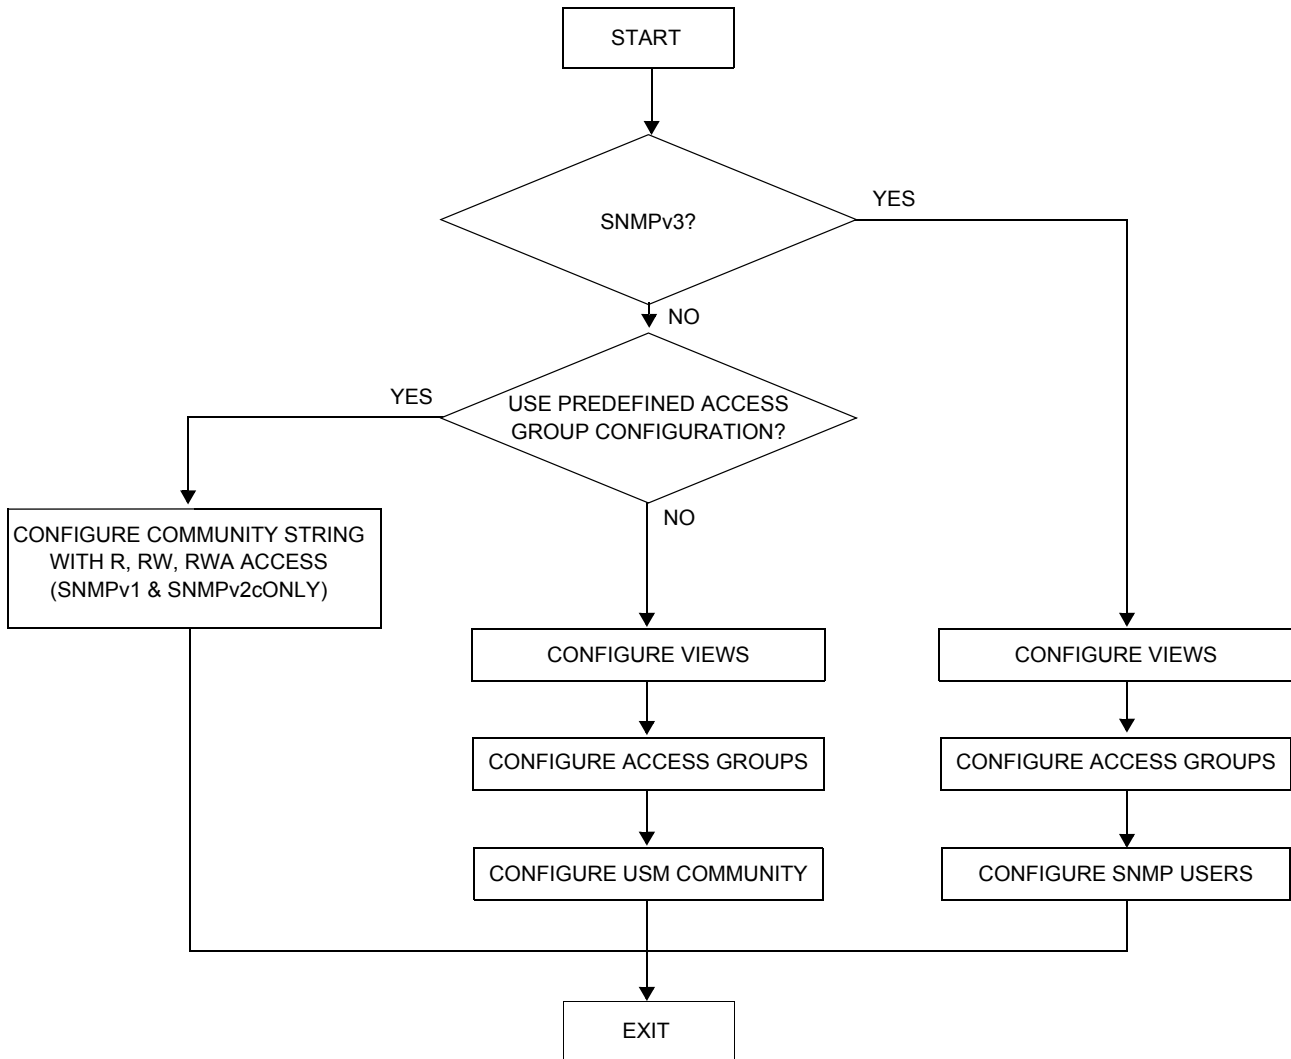 START
SNMPv3?
YES
NO
YES
USE PREDEFINED ACCESS
GROUP CONFIGURATION?
NO
CONFIGURE COMMUNITY STRING
WITH R, RW, RWA ACCESS
(SNMPv1 & SNMPv2cONLY)
CONFIGURE VIEWS
CONFIGURE VIEWS
CONFIGURE ACCESS GROUPS
CONFIGURE ACCESS GROUPS
CONFIGURE USM COMMUNITY
CONFIGURE SNMP USERS
EXIT